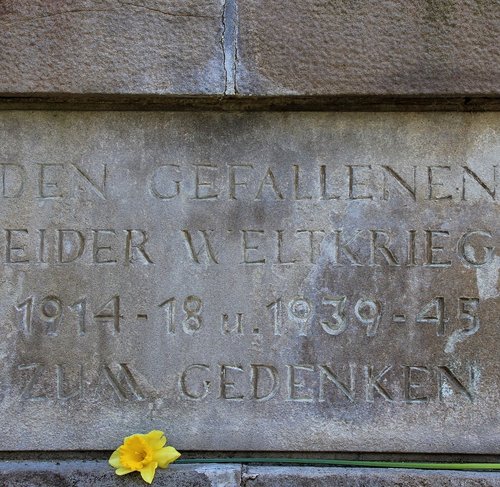 DEN GEFALLENEN
EIDER WELTKRIEG
1914-18 u. 1939-45
ZUM GEDENKEN